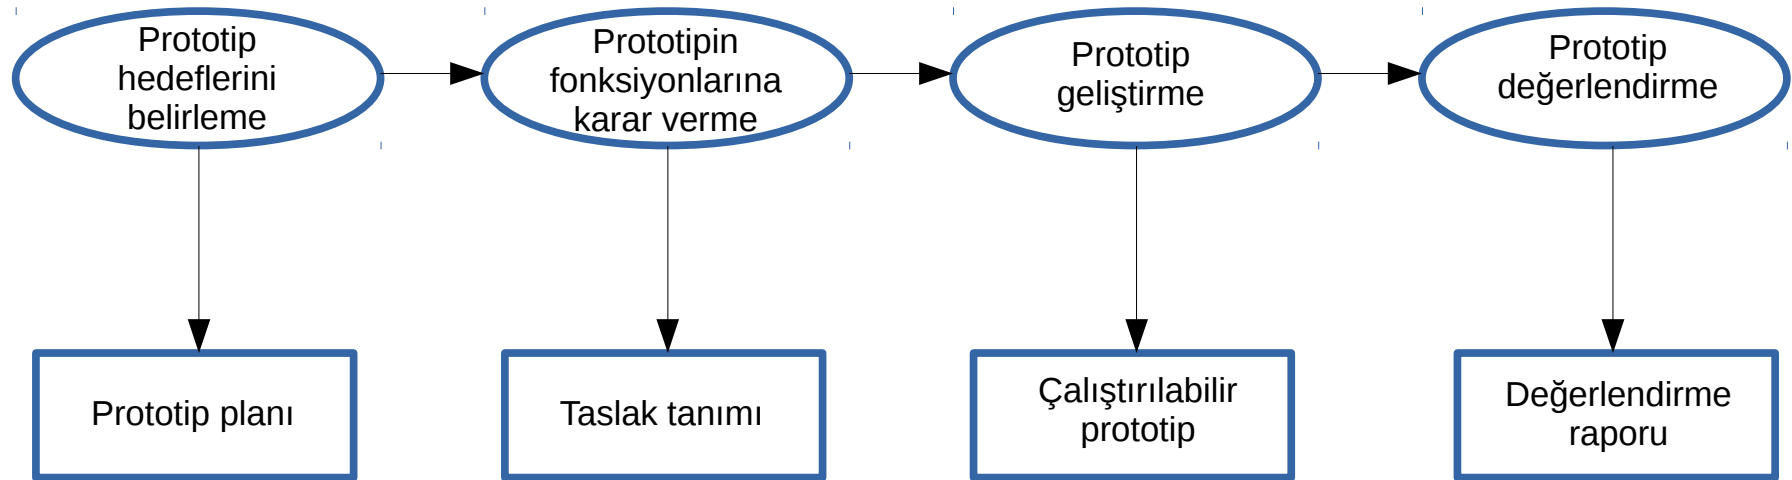 Prototip
hedeflerini
belirleme
Prototipin
fonksiyonlarına
karar verme
Prototip
geliştirme
Prototip
değerlendirme
Prototip planı
Taslak tanımı
Çalıştırılabilir
prototip
Değerlendirme
raporu